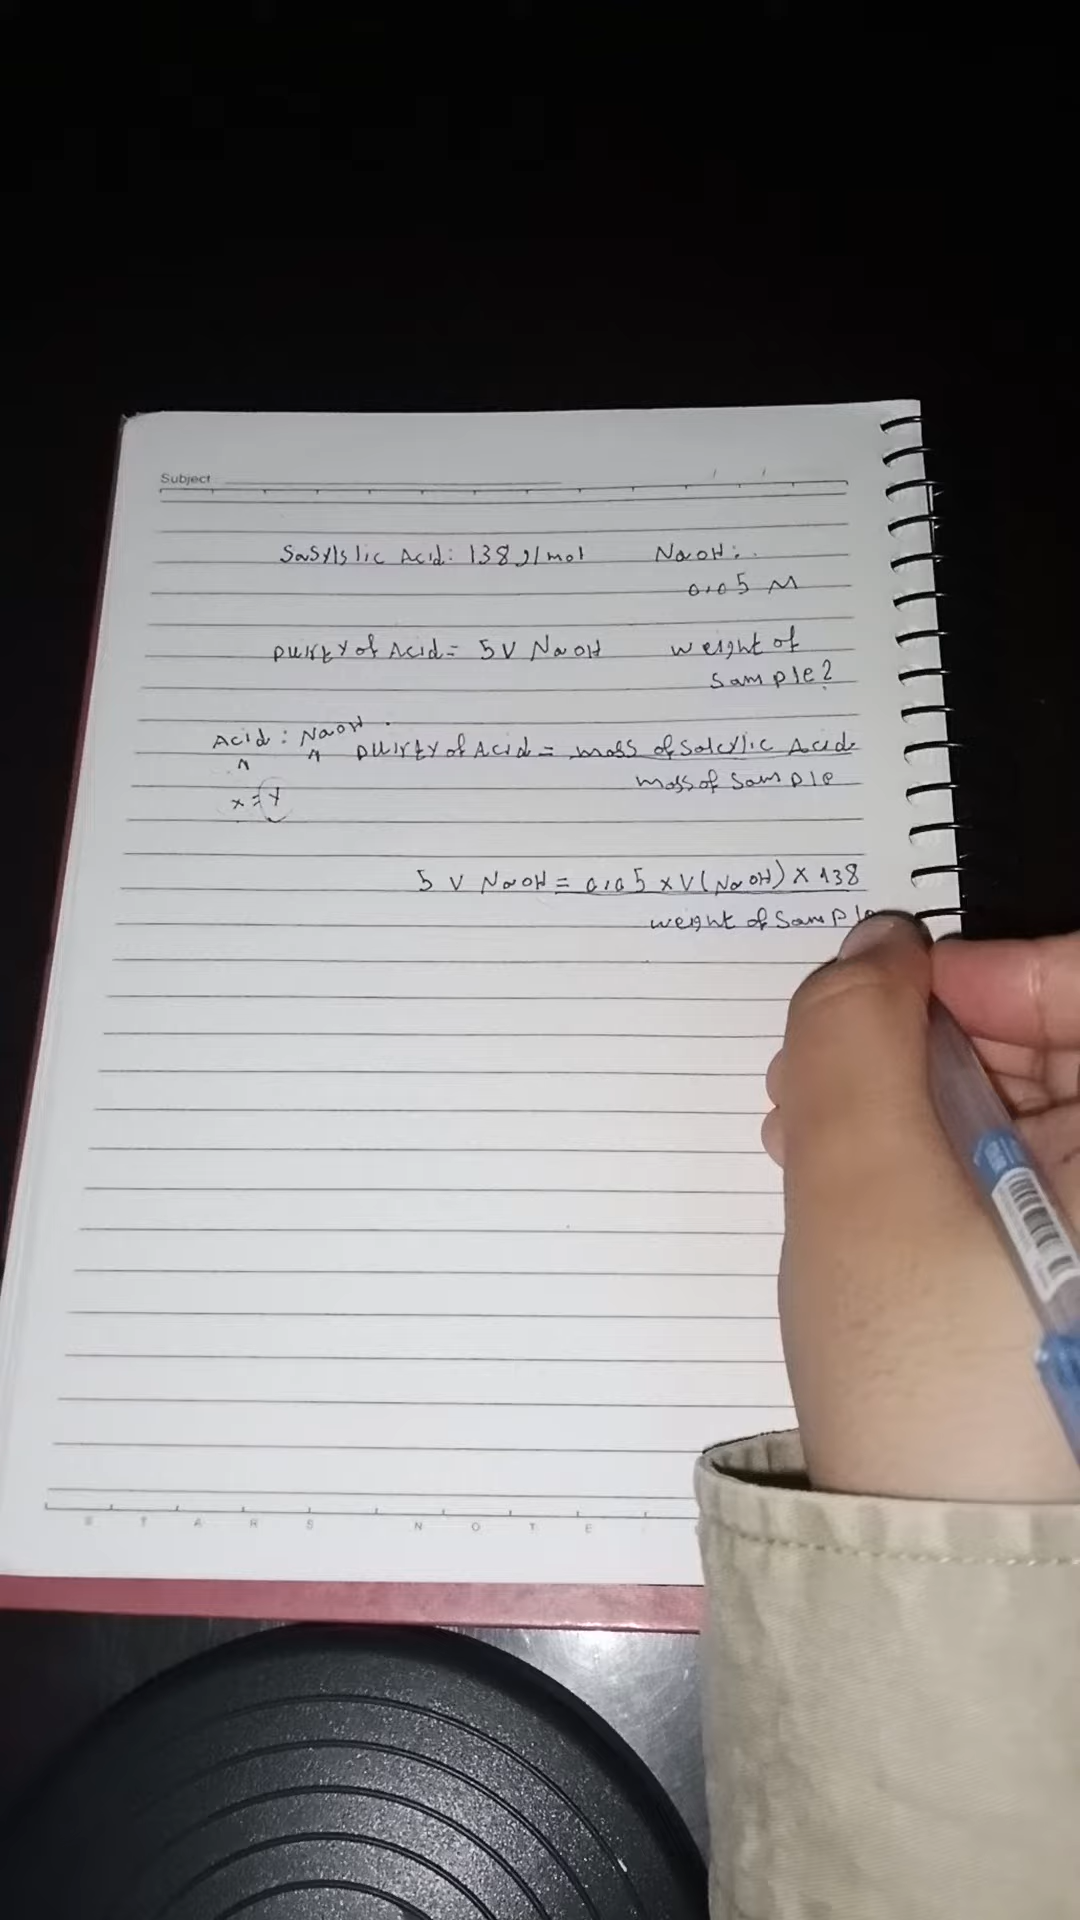 Subject
Sasylslic Acid: 138 g/mol NaOH:
0,05 M
purity of Acid = 5V NaOH weight of
sample?
Acid : NaOH
purity of Acid = mass of salcylic Acid
mass of sample
x = y
5 V NaOH = 0,05 x V(NaOH) x 138
weight of sample
S T A R S N O T E